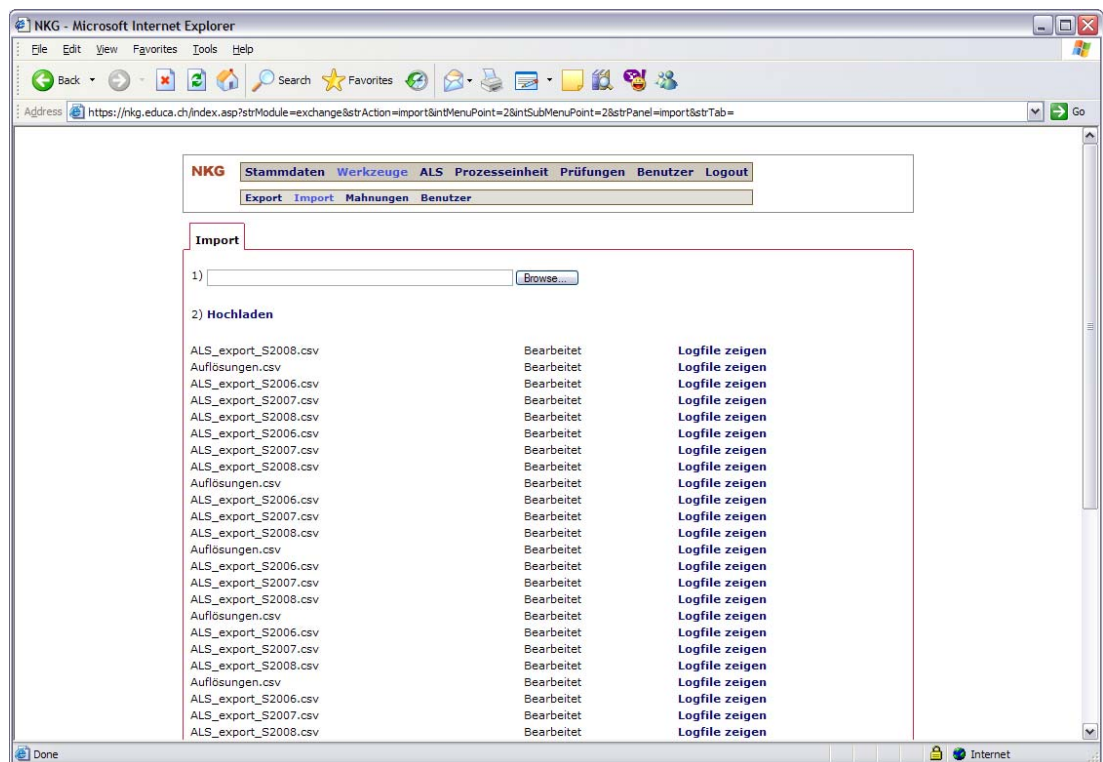 NKG - Microsoft Internet Explorer
File Edit View Favorites Tools Help
Back Search Favorites
Address https://nkg.educa.ch/index.asp?strModule=exchange&strAction=import&intMenuPoint=2&intSubMenuPoint=2&strPanel=import&strTab= Go
NKG Stammdaten Werkzeuge ALS Prozesseinheit Prüfungen Benutzer Logout
Export Import Mahnungen Benutzer
Import
1) Browse...
2) Hochladen
ALS_export_S2008.csv Bearbeitet Logfile zeigen
Auflösungen.csv Bearbeitet Logfile zeigen
ALS_export_S2006.csv Bearbeitet Logfile zeigen
ALS_export_S2007.csv Bearbeitet Logfile zeigen
ALS_export_S2008.csv Bearbeitet Logfile zeigen
ALS_export_S2006.csv Bearbeitet Logfile zeigen
ALS_export_S2007.csv Bearbeitet Logfile zeigen
ALS_export_S2008.csv Bearbeitet Logfile zeigen
Auflösungen.csv Bearbeitet Logfile zeigen
ALS_export_S2006.csv Bearbeitet Logfile zeigen
ALS_export_S2007.csv Bearbeitet Logfile zeigen
ALS_export_S2008.csv Bearbeitet Logfile zeigen
Auflösungen.csv Bearbeitet Logfile zeigen
ALS_export_S2006.csv Bearbeitet Logfile zeigen
ALS_export_S2007.csv Bearbeitet Logfile zeigen
ALS_export_S2008.csv Bearbeitet Logfile zeigen
Auflösungen.csv Bearbeitet Logfile zeigen
ALS_export_S2006.csv Bearbeitet Logfile zeigen
ALS_export_S2007.csv Bearbeitet Logfile zeigen
ALS_export_S2008.csv Bearbeitet Logfile zeigen
Auflösungen.csv Bearbeitet Logfile zeigen
ALS_export_S2006.csv Bearbeitet Logfile zeigen
ALS_export_S2007.csv Bearbeitet Logfile zeigen
ALS_export_S2008.csv Bearbeitet Logfile zeigen
Done Internet